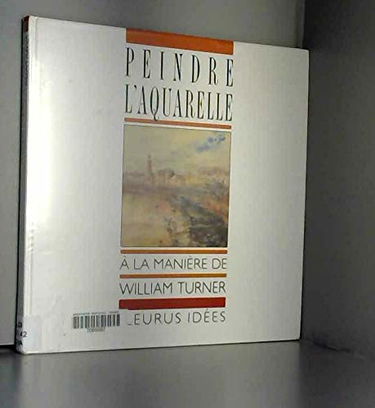 PEINDRE
L'AQUARELLE
À LA MANIÈRE DE
WILLIAM TURNER
LEURUS IDÉES